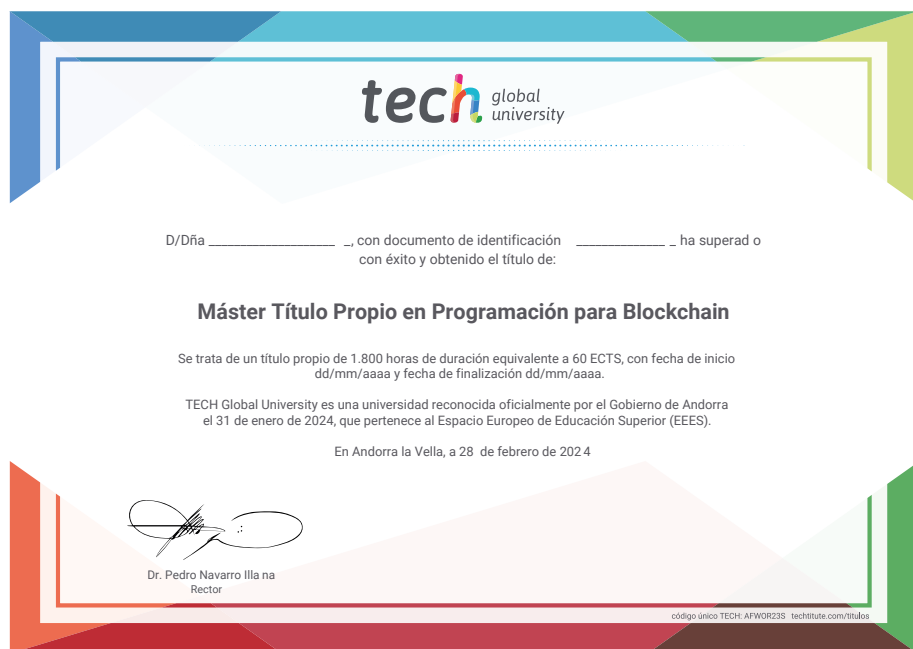 tech global university
D/Dña ____________________ _, con documento de identificación ______________ _ ha superad o
con éxito y obtenido el título de:
Máster Título Propio en Programación para Blockchain
Se trata de un título propio de 1.800 horas de duración equivalente a 60 ECTS, con fecha de inicio
dd/mm/aaaa y fecha de finalización dd/mm/aaaa.
TECH Global University es una universidad reconocida oficialmente por el Gobierno de Andorra
el 31 de enero de 2024, que pertenece al Espacio Europeo de Educación Superior (EEES).
En Andorra la Vella, a 28 de febrero de 2024
Dr. Pedro Navarro Illa na
Rector
código único TECH: AFWOR23S techtitute.com/titulos